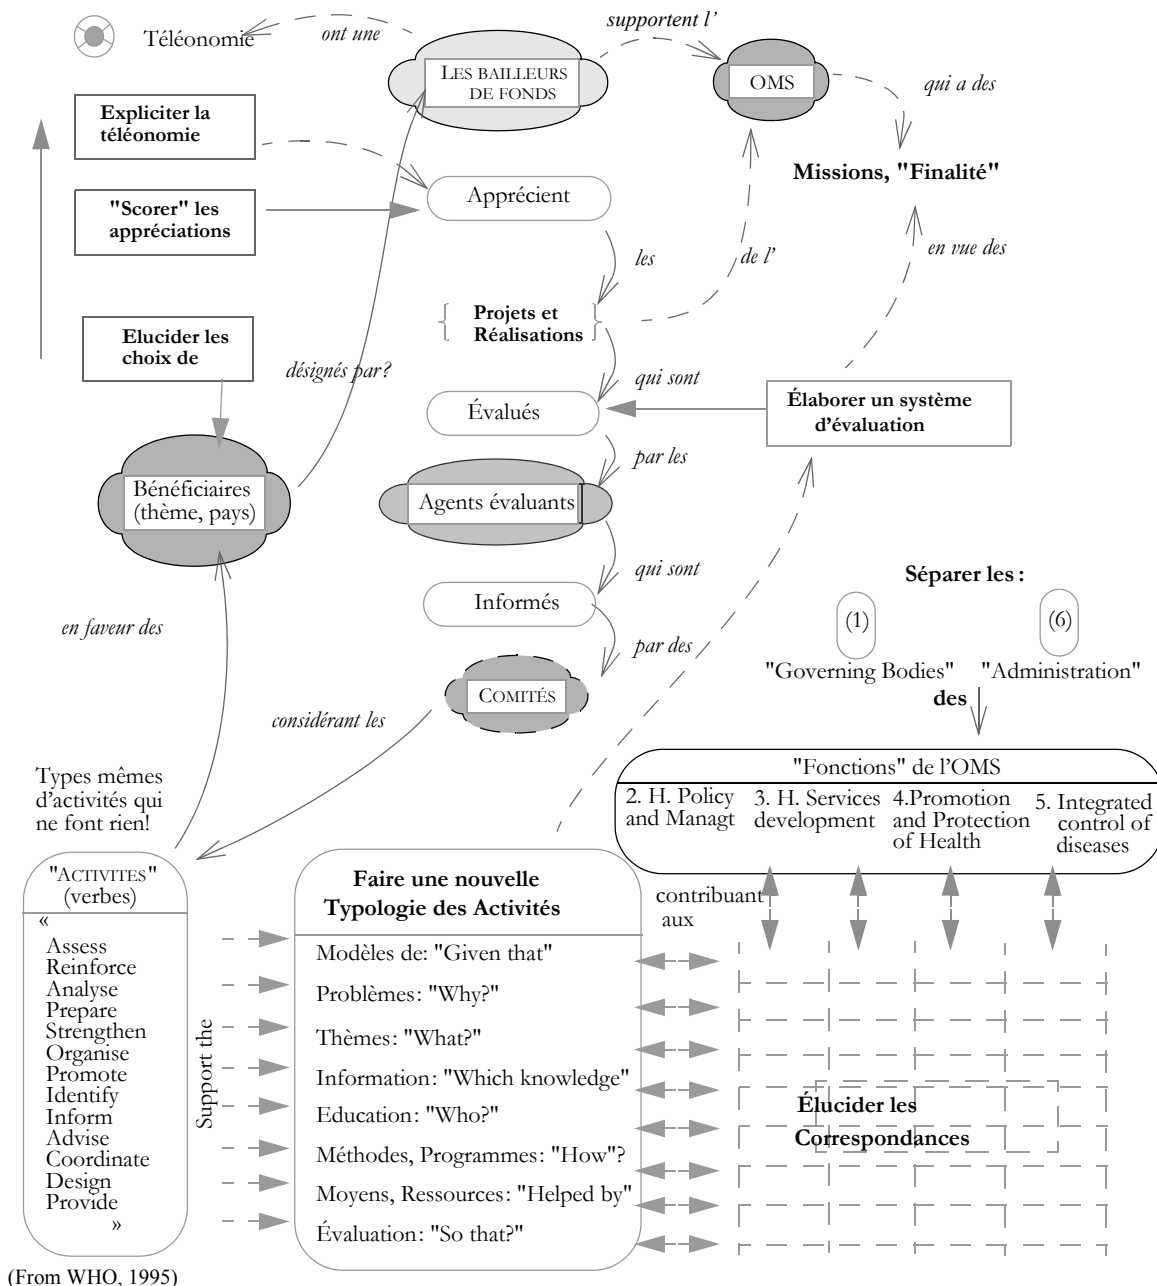 Téléonomie
ont une
supportent l'
LES BAILLEURS
DE FONDS
OMS
qui a des
Expliciter la
téléonomie
Missions, "Finalité"
"Scorer" les
appréciations
Apprécient
les
de l'
en vue des
Projets et
Réalisations
Elucider les
choix de
désignés par?
qui sont
Évalués
Élaborer un système
d'évaluation
par les
Bénéficiaires
(thème, pays)
Agents évaluants
qui sont
Séparer les :
Informés
(1)
(6)
en faveur des
par des
"Governing Bodies"
"Administration"
des
COMITÉS
considérant les
Types mêmes
d'activités qui
ne font rien!
"Fonctions" de l'OMS
2. H. Policy
and Managt
3. H. Services
development
4.Promotion
and Protection
of Health
5. Integrated
control of
diseases
"ACTIVITES"
(verbes)
«
Assess
Reinforce
Analyse
Prepare
Strengthen
Organise
Promote
Identify
Inform
Advise
Coordinate
Design
Provide
»
Support the
Faire une nouvelle
Typologie des Activités
Modèles de: "Given that"
Problèmes: "Why?"
Thèmes: "What?"
Information: "Which knowledge"
Education: "Who?"
Méthodes, Programmes: "How"?
Moyens, Ressources: "Helped by"
Évaluation: "So that?"
contribuant
aux
Élucider les
Correspondances
(From WHO, 1995)